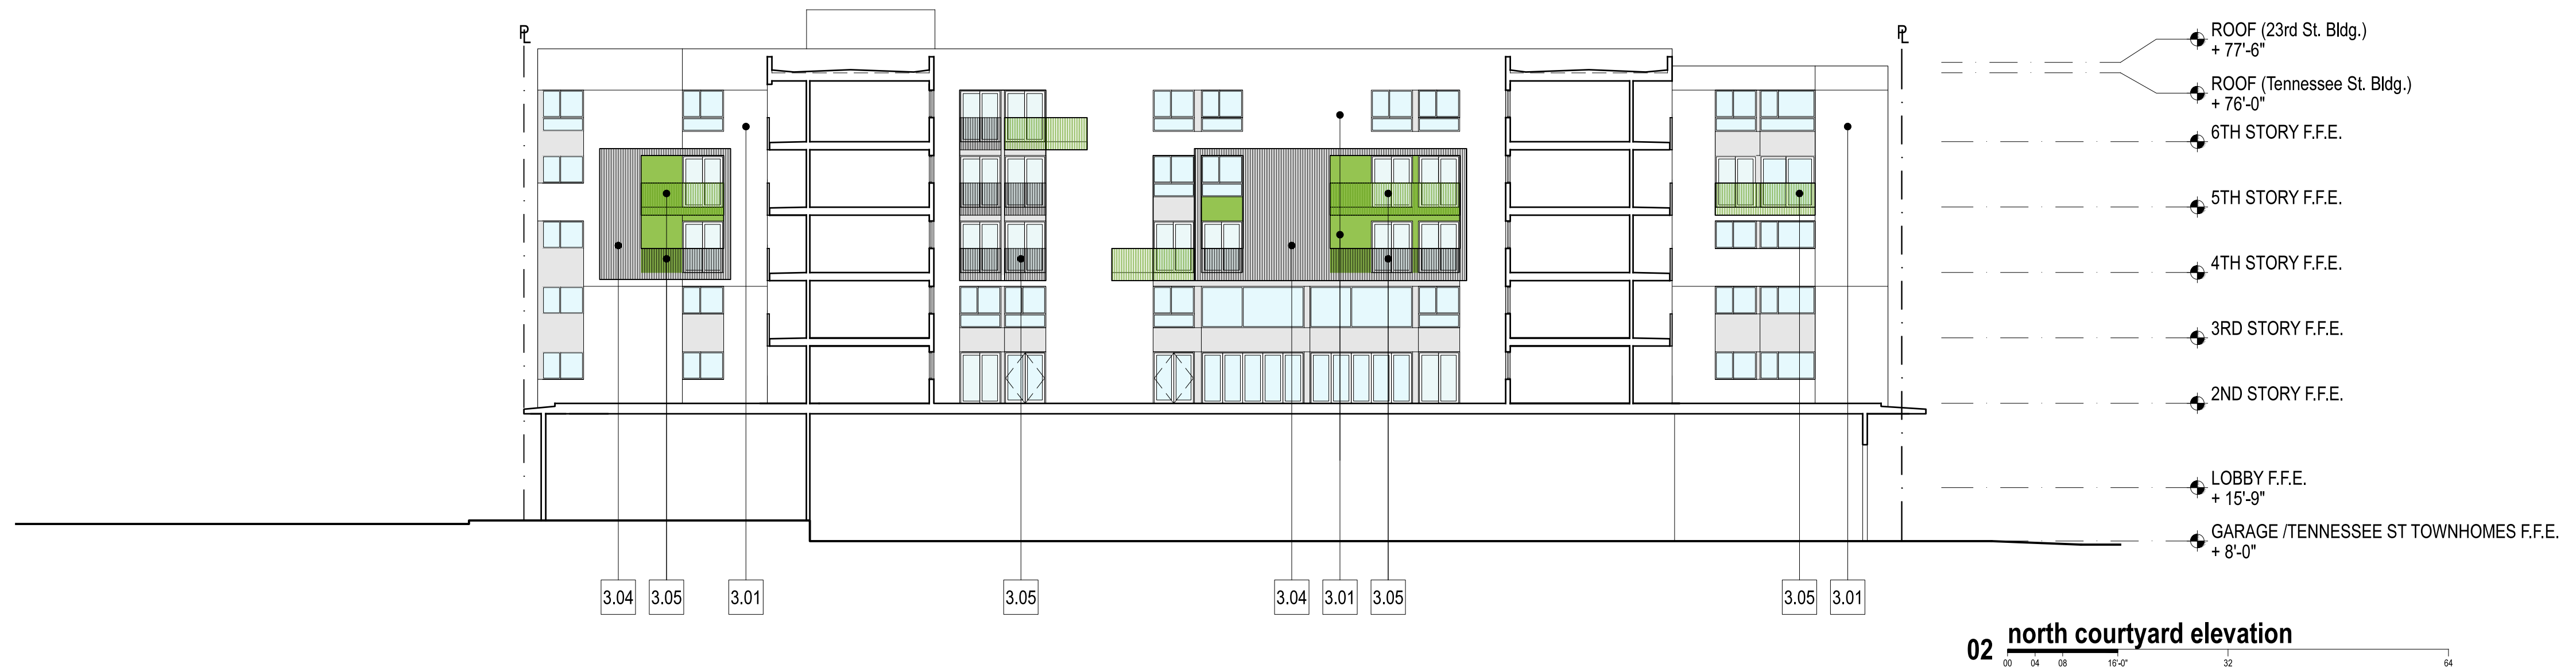 PL
PL
ROOF (23rd St. Bldg.)
+ 77'-6"
ROOF (Tennessee St. Bldg.)
+ 76'-0"
6TH STORY F.F.E.
5TH STORY F.F.E.
4TH STORY F.F.E.
3RD STORY F.F.E.
2ND STORY F.F.E.
LOBBY F.F.E.
+ 15'-9"
GARAGE /TENNESSEE ST TOWNHOMES F.F.E.
+ 8'-0"
3.04 3.05 3.01 3.05 3.04 3.01 3.05 3.05 3.01
02 north courtyard elevation
00 04 08 16'-0" 32 64